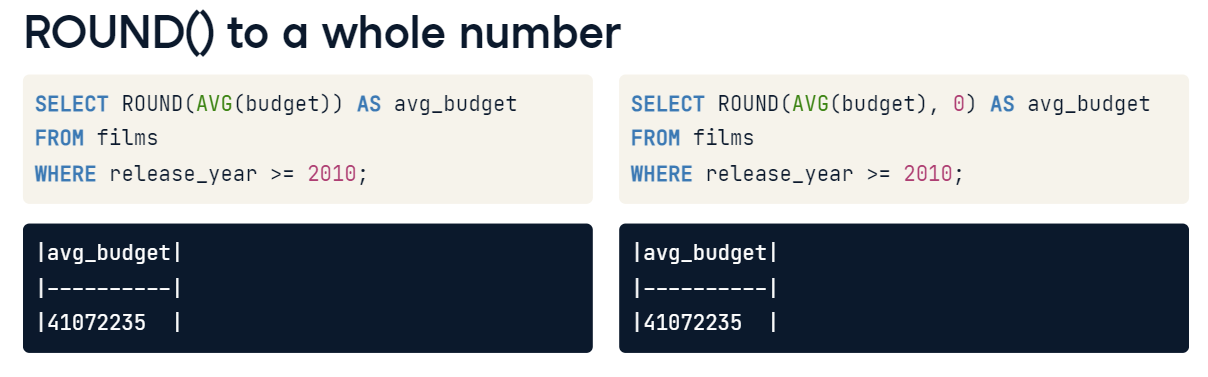 ROUND() to a whole number
SELECT ROUND(AVG(budget)) AS avg_budget
FROM films
WHERE release_year >= 2010;
|avg_budget|
|----------|
|41072235  |
SELECT ROUND(AVG(budget), 0) AS avg_budget
FROM films
WHERE release_year >= 2010;
|avg_budget|
|----------|
|41072235  |